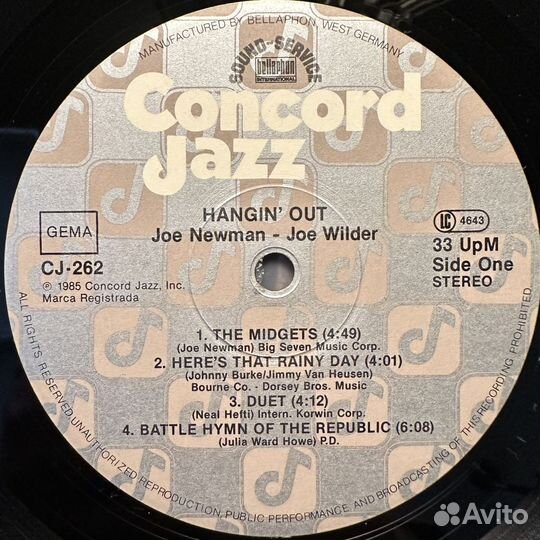 MANUFACTURED BY BELLAPHON, WEST GERMANY
SOUND-SERVICE
bellaphon
INTERNATIONAL
Concord
Jazz
HANGIN' OUT
Joe Newman - Joe Wilder
GEMA
LC 4643
CJ-262
33 UpM
℗ 1985 Concord Jazz, Inc.
Side One
Marca Registrada
STEREO
1. THE MIDGETS (4:49)
(Joe Newman) Big Seven Music Corp.
2. HERE'S THAT RAINY DAY (4:01)
(Johnny Burke/Jimmy Van Heusen)
Bourne Co. - Dorsey Bros. Music
3. DUET (4:12)
(Neal Hefti) Intern. Korwin Corp.
4. BATTLE HYMN OF THE REPUBLIC (6:08)
(Julia Ward Howe) P.D.
ALL RIGHTS RESERVED. UNAUTHORIZED REPRODUCTION, PUBLIC PERFORMANCE AND BROADCASTING OF THIS RECORDING PROHIBITED
Avito